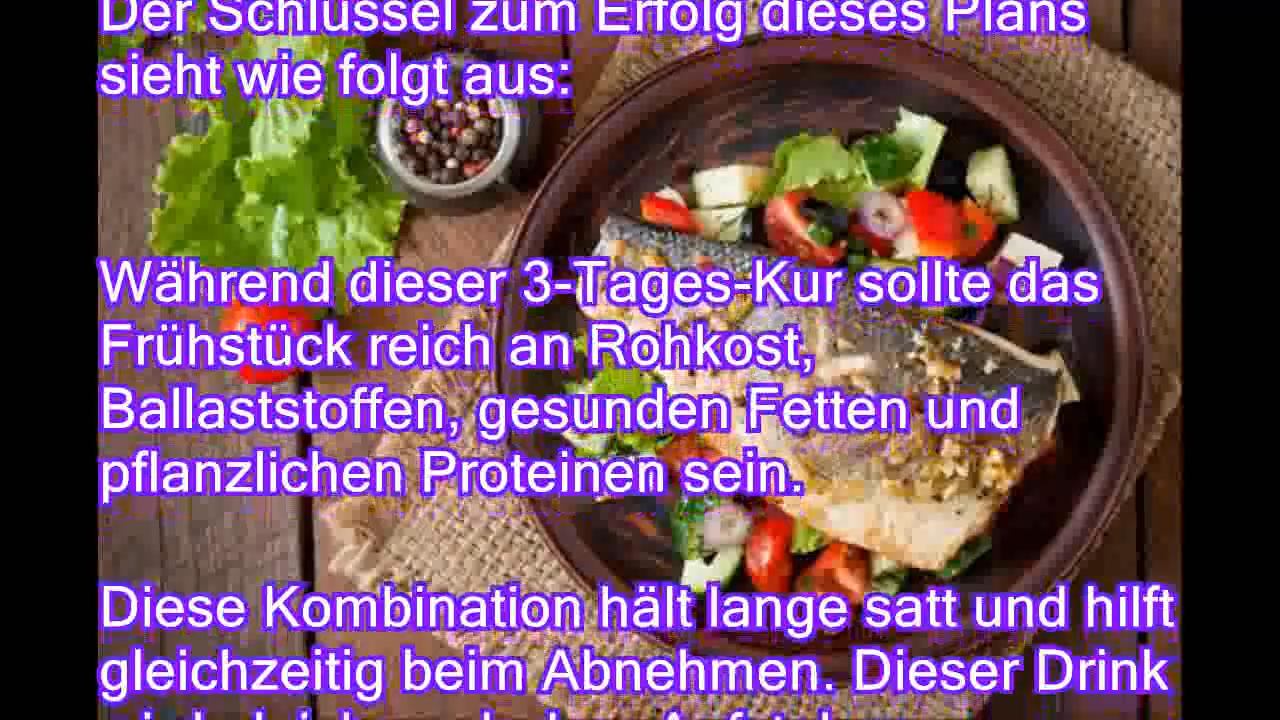 Der Schlüssel zum Erfolg dieses Plans
sieht wie folgt aus:
Während dieser 3-Tages-Kur sollte das
Frühstück reich an Rohkost,
Ballaststoffen, gesunden Fetten und
pflanzlichen Proteinen sein.
Diese Kombination hält lange satt und hilft
gleichzeitig beim Abnehmen. Dieser Drink